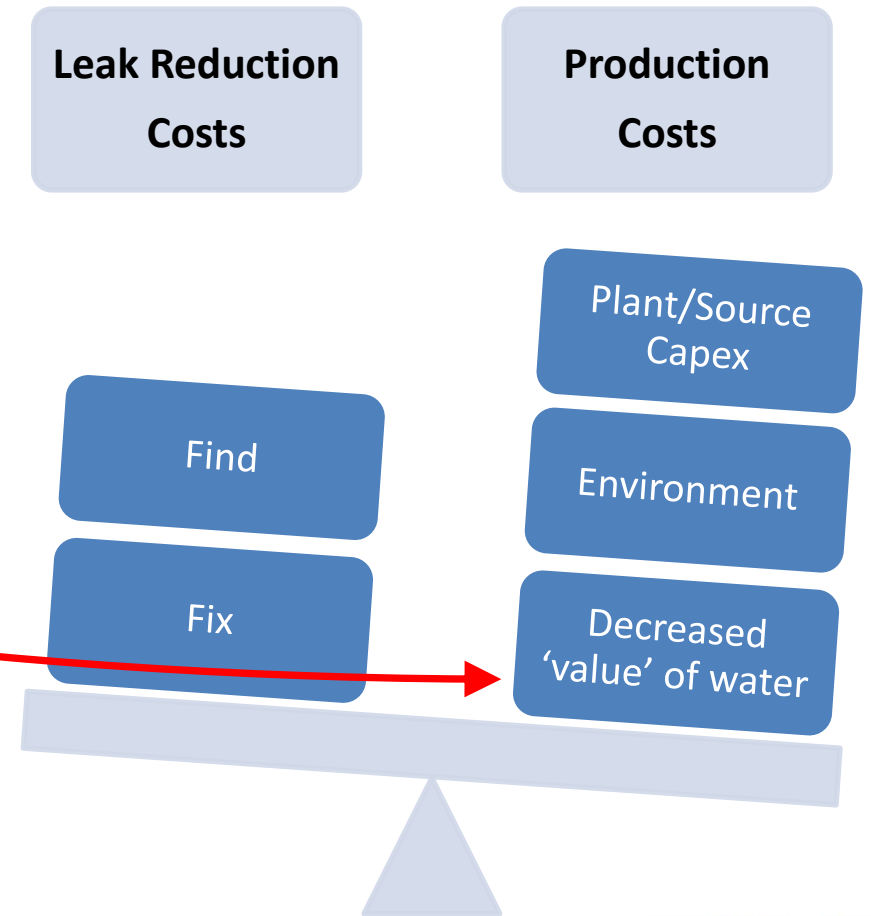 Leak Reduction
Costs
Production
Costs
Plant/Source
Capex
Find
Environment
Fix
Decreased
‘value’ of water